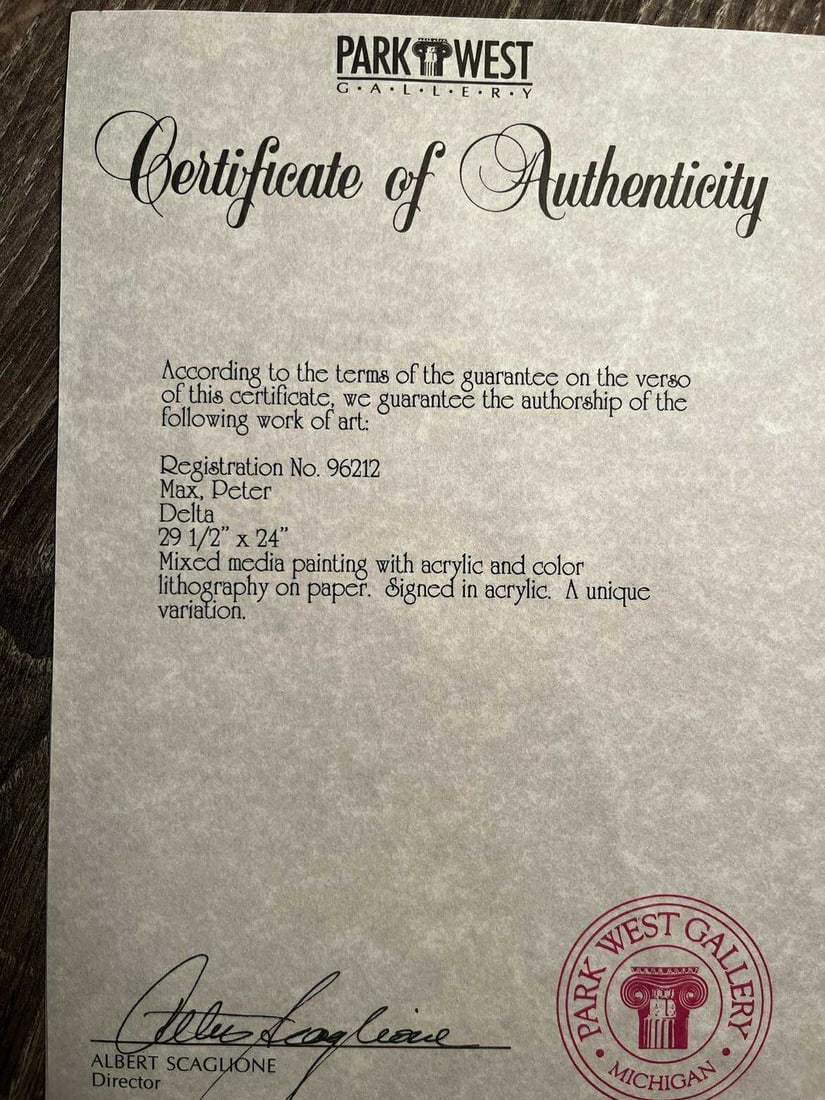 PARK WEST
G·A·L·L·E·R·Y
Certificate of Authenticity
According to the terms of the guarantee on the verso
of this certificate, we guarantee the authorship of the
following work of art:
Registration No. 96212
Max, Peter
Delta
29 1/2" x 24"
Mixed media painting with acrylic and color
lithography on paper. Signed in acrylic. A unique
variation.
Albert Scaglione
ALBERT SCAGLIONE
Director
PARK WEST GALLERY
• MICHIGAN •